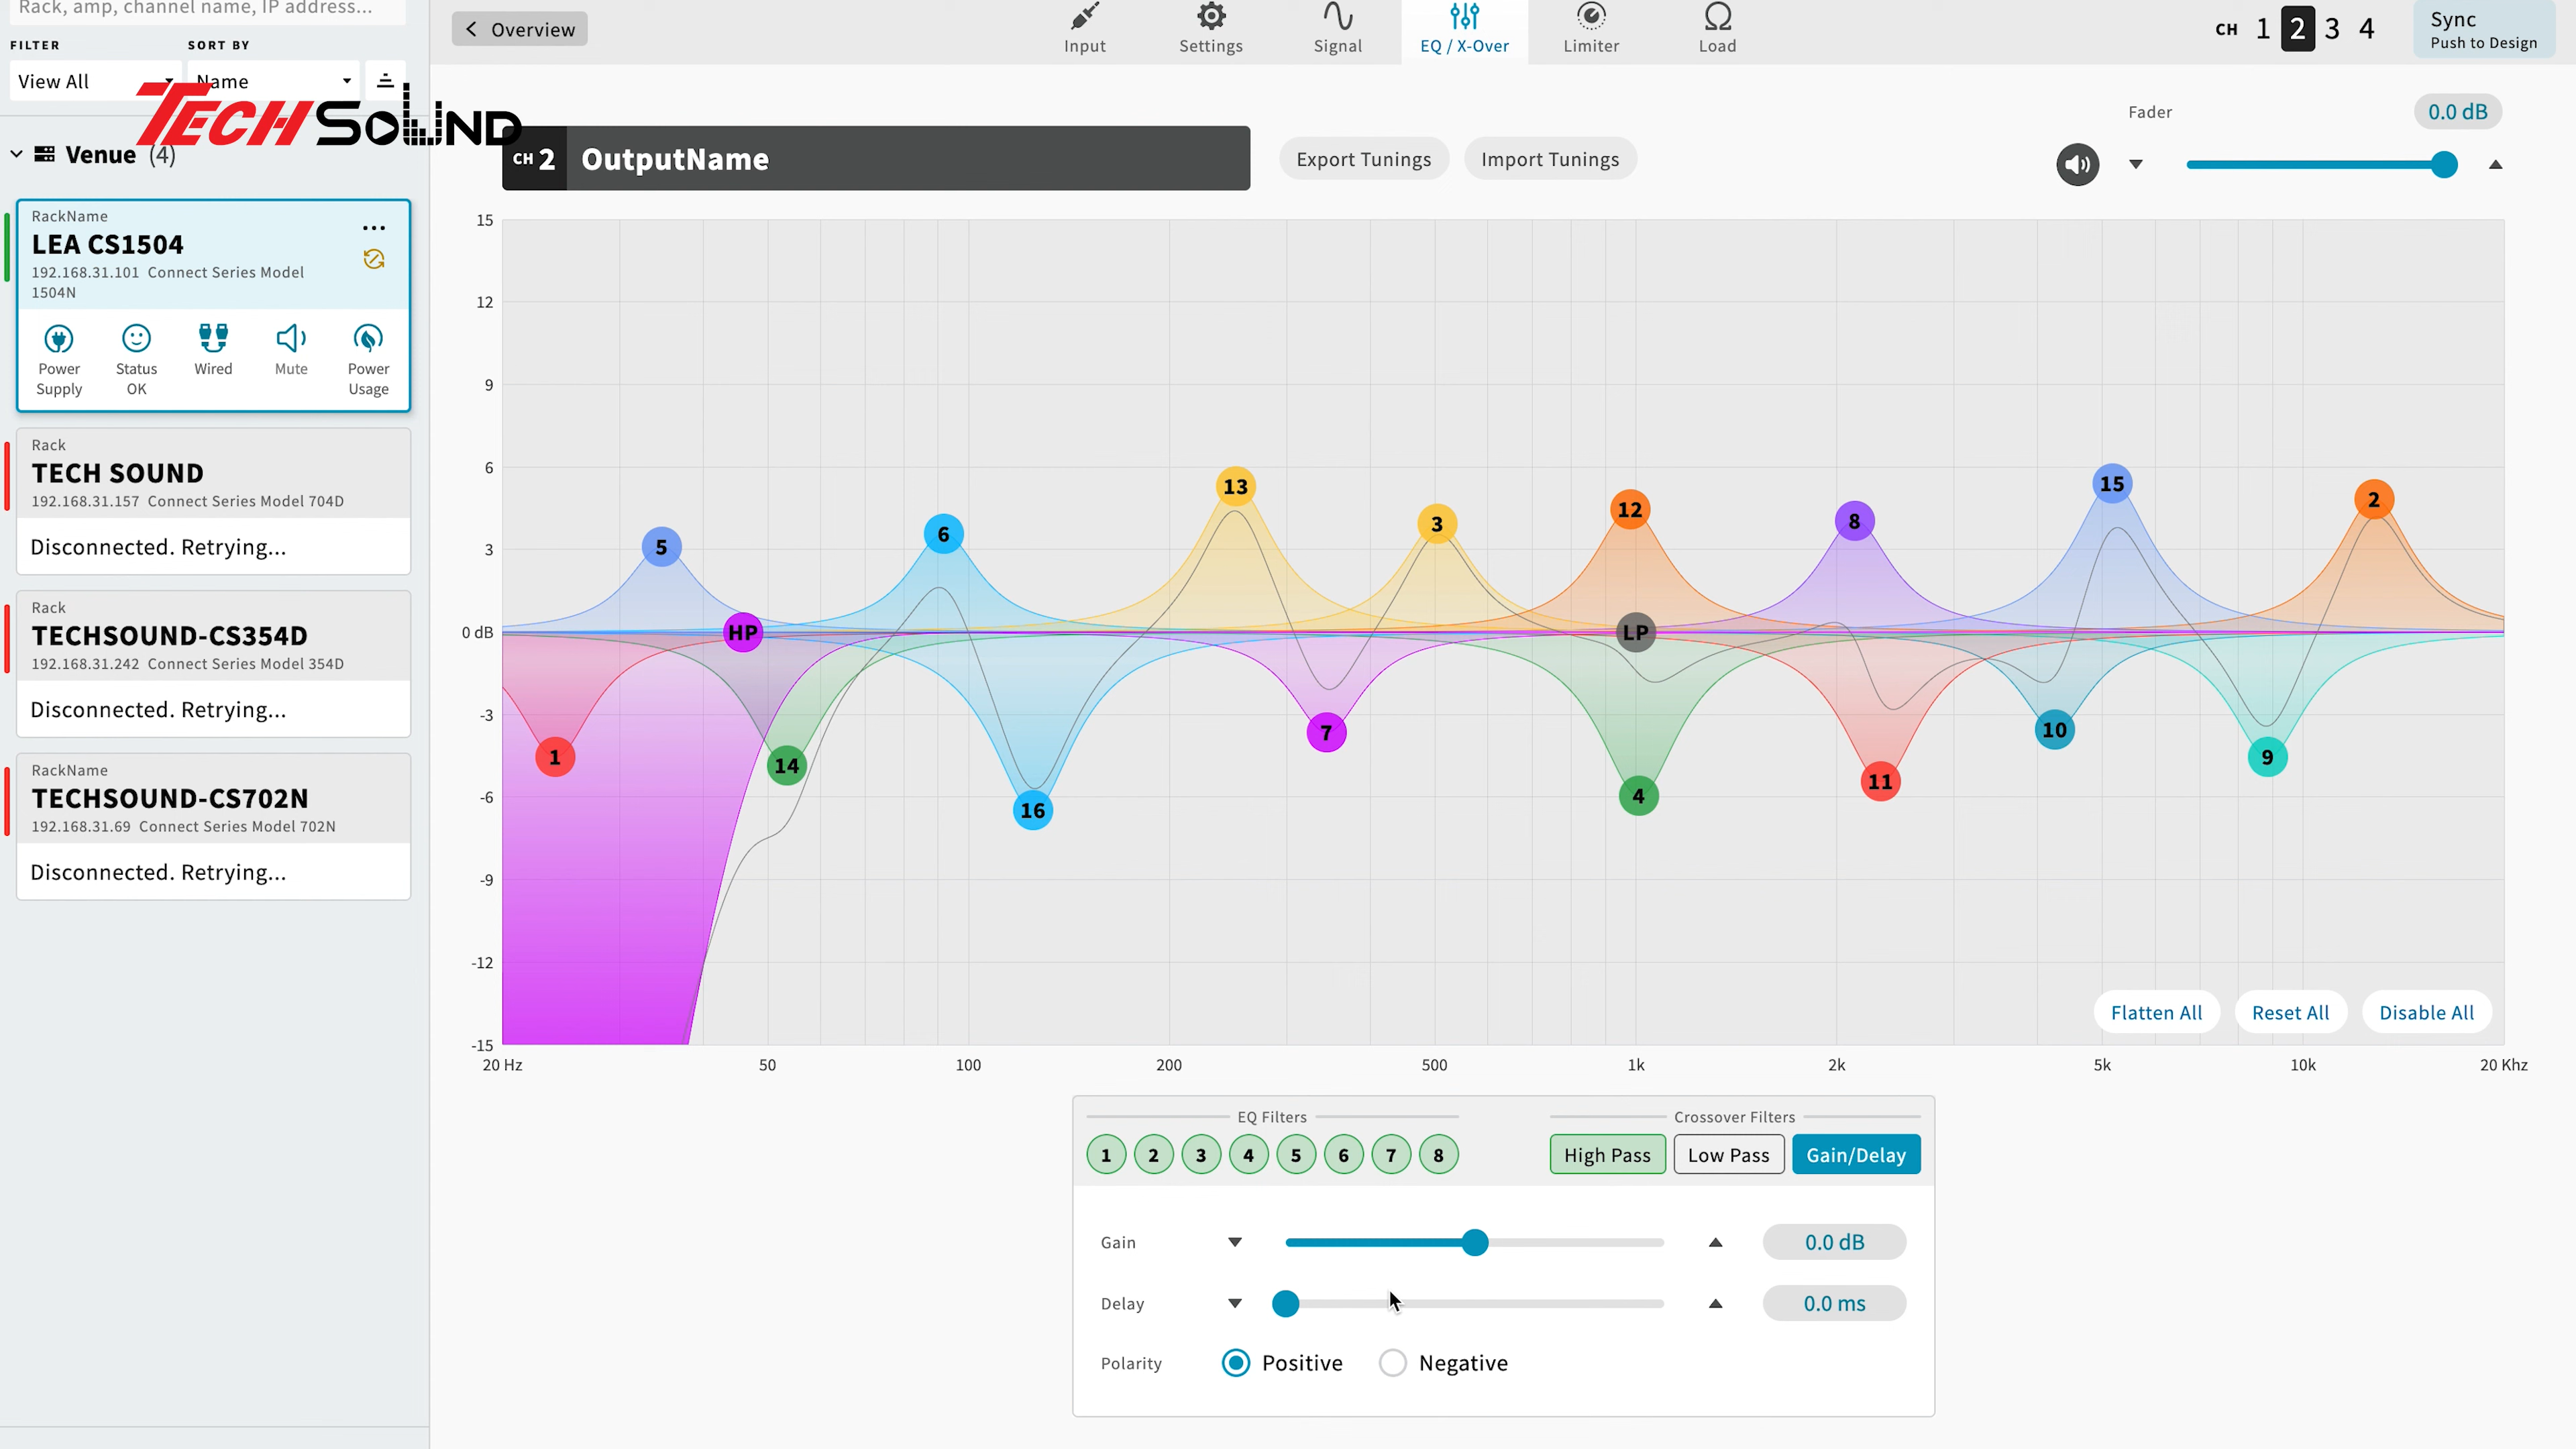 Rack, amp, channel name, IP address...
FILTER
SORT BY
View All
Name
TECHSOUND
Venue (4)
RackName
LEA CS1504
192.168.31.101 Connect Series Model
1504N
Power
Supply
Status
OK
Wired
Mute
Power
Usage
Rack
TECH SOUND
192.168.31.157 Connect Series Model 704D
Disconnected. Retrying...
Rack
TECHSOUND-CS354D
192.168.31.242 Connect Series Model 354D
Disconnected. Retrying...
RackName
TECHSOUND-CS702N
192.168.31.69 Connect Series Model 702N
Disconnected. Retrying...
Overview
Input
Settings
Signal
EQ / X-Over
Limiter
Load
CH 1 2 3 4
Sync
Push to Design
CH 2 OutputName
Export Tunings
Import Tunings
Fader
0.0 dB
15
12
9
6
3
0 dB
-3
-6
-9
-12
-15
13
15
2
12
8
3
6
5
HP
LP
10
7
1
9
14
11
4
16
Flatten All
Reset All
Disable All
20 Hz
50
100
200
500
1k
2k
5k
10k
20 Khz
EQ Filters
Crossover Filters
1 2 3 4 5 6 7 8
High Pass
Low Pass
Gain/Delay
Gain
0.0 dB
Delay
0.0 ms
Polarity
Positive
Negative